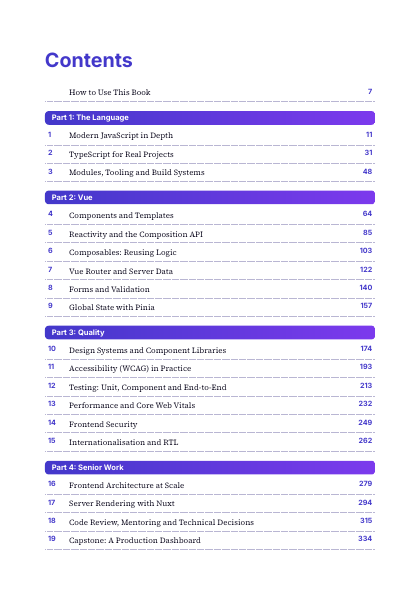 Contents
How to Use This Book 7
Part 1: The Language
1 Modern JavaScript in Depth 11
2 TypeScript for Real Projects 31
3 Modules, Tooling and Build Systems 48
Part 2: Vue
4 Components and Templates 64
5 Reactivity and the Composition API 85
6 Composables: Reusing Logic 103
7 Vue Router and Server Data 122
8 Forms and Validation 140
9 Global State with Pinia 157
Part 3: Quality
10 Design Systems and Component Libraries 174
11 Accessibility (WCAG) in Practice 193
12 Testing: Unit, Component and End-to-End 213
13 Performance and Core Web Vitals 232
14 Frontend Security 249
15 Internationalisation and RTL 262
Part 4: Senior Work
16 Frontend Architecture at Scale 279
17 Server Rendering with Nuxt 294
18 Code Review, Mentoring and Technical Decisions 315
19 Capstone: A Production Dashboard 334